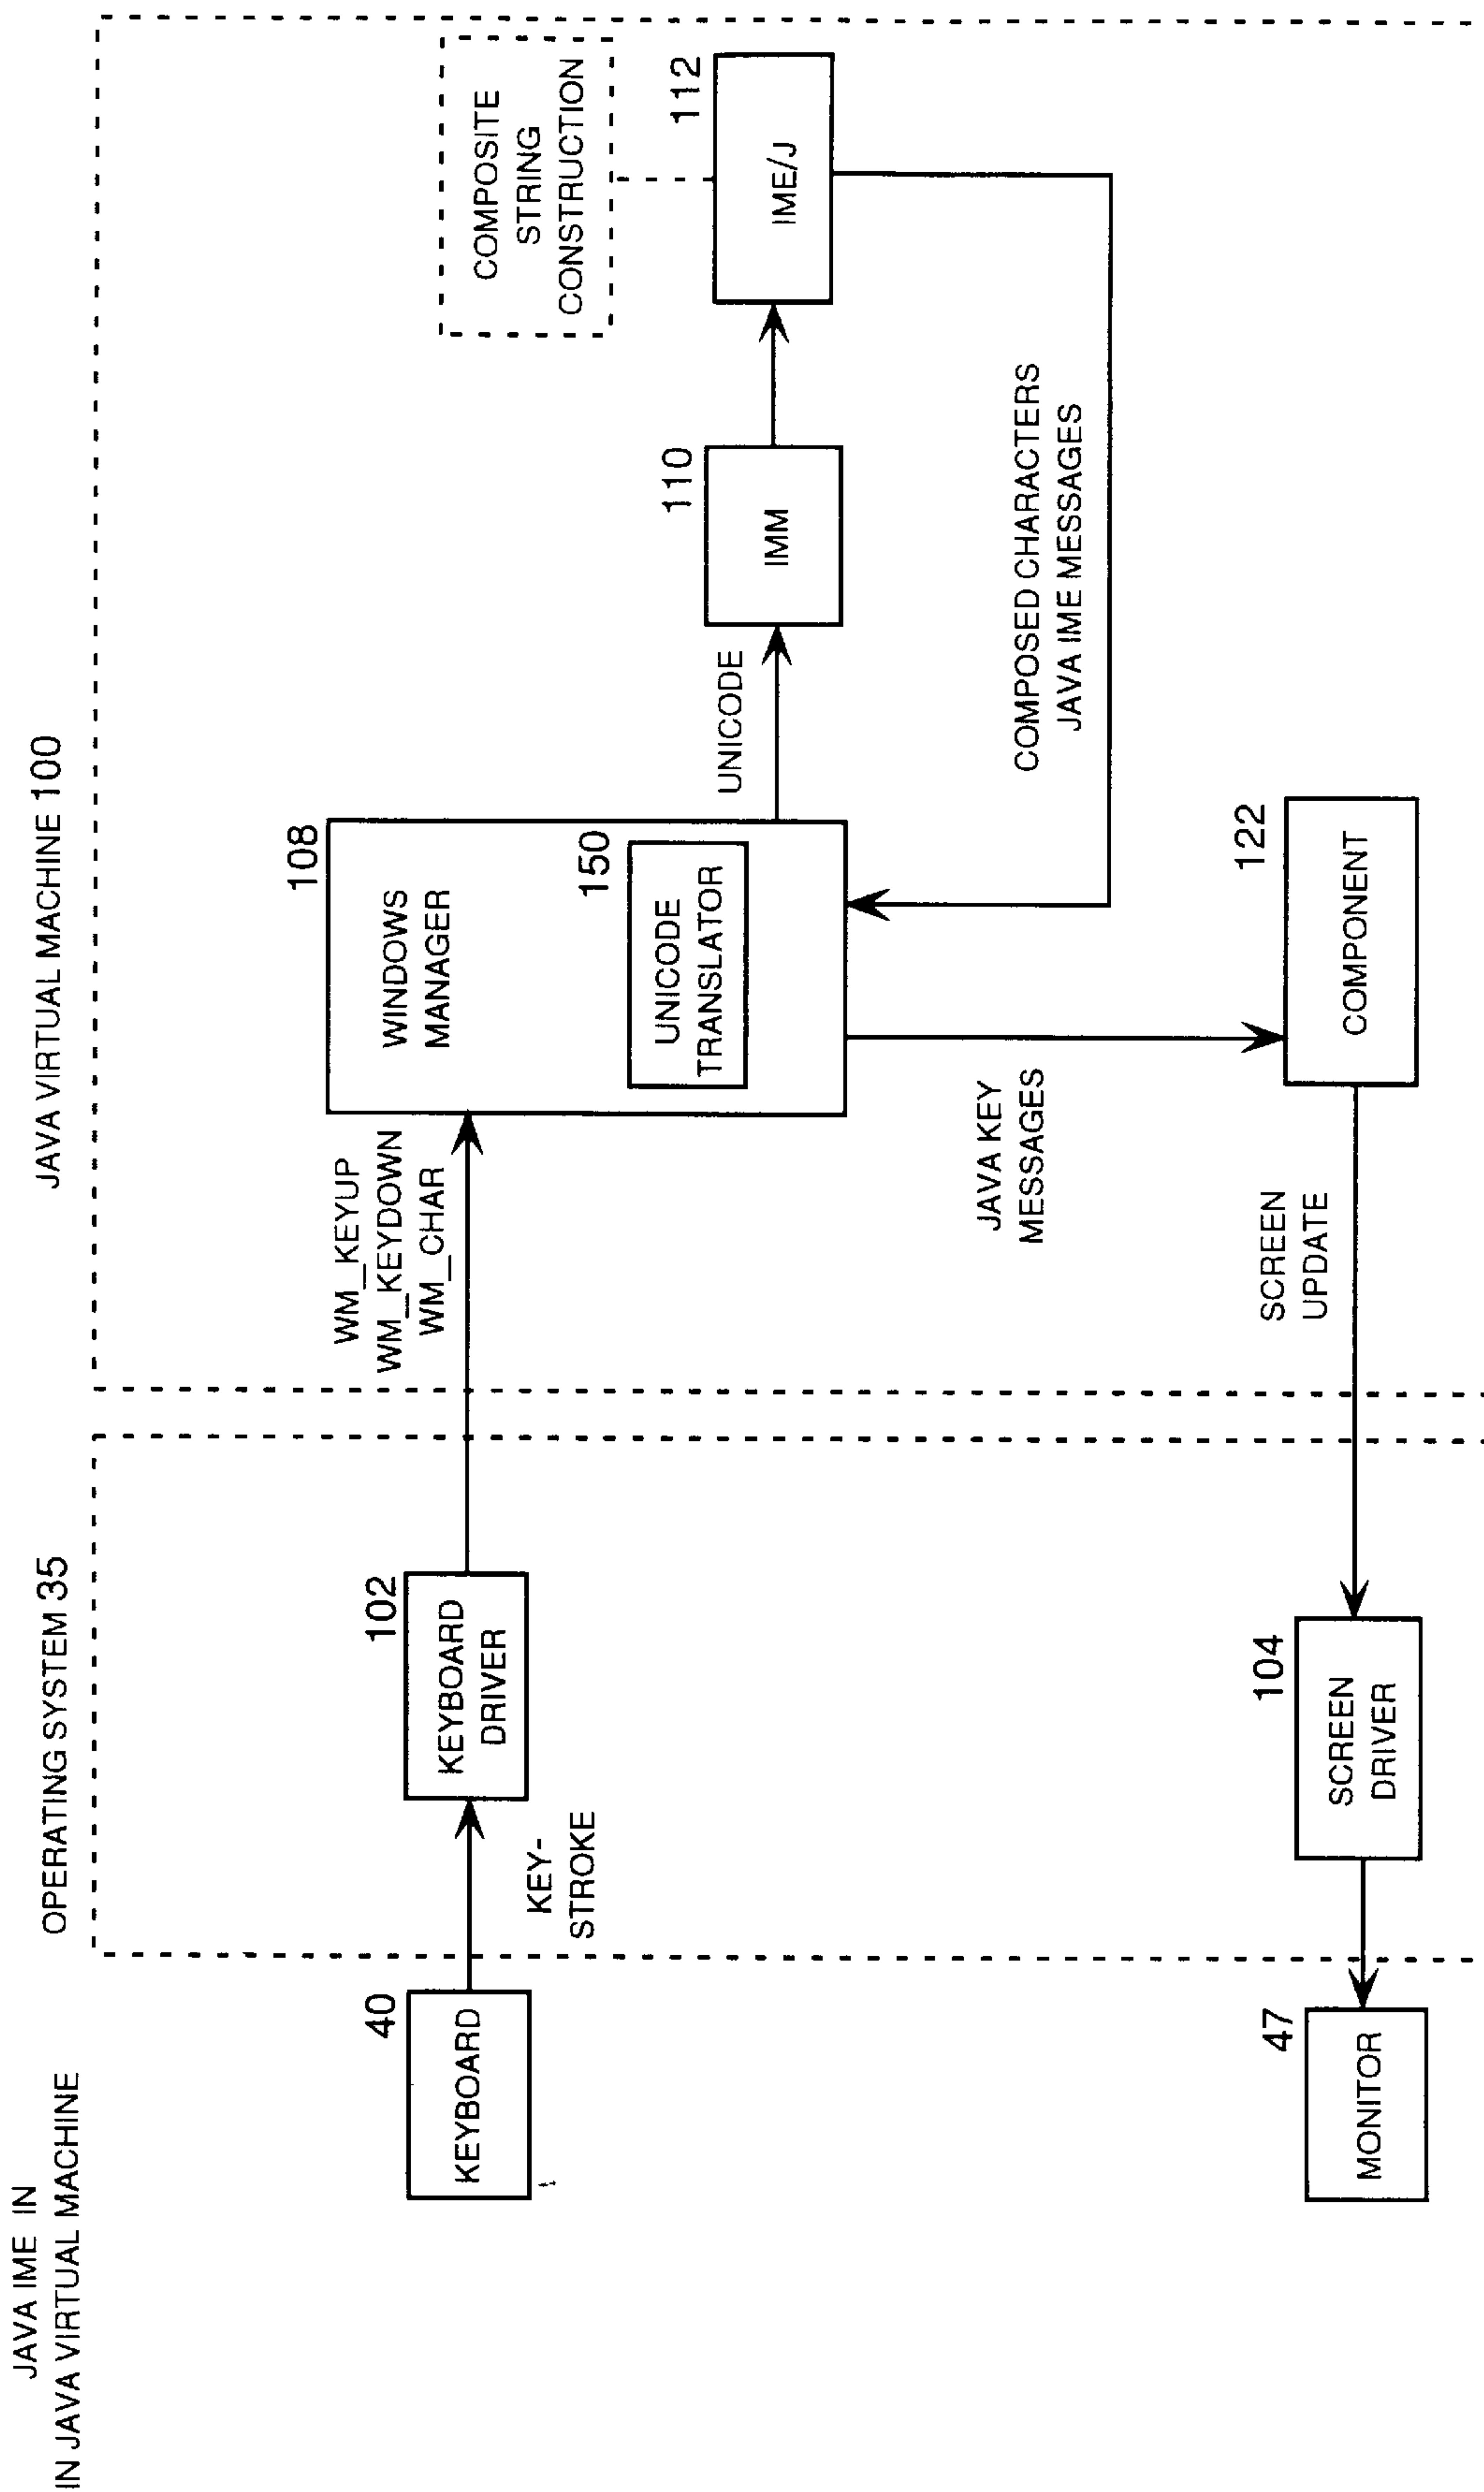 JAVA IME IN
IN JAVA VIRTUAL MACHINE
OPERATING SYSTEM 35
JAVA VIRTUAL MACHINE 100
40
KEYBOARD
KEY-
STROKE
102
KEYBOARD
DRIVER
WM_KEYUP
WM_KEYDOWN
WM_CHAR
108
WINDOWS
MANAGER
150
UNICODE
TRANSLATOR
UNICODE
110
IMM
112
IME/J
COMPOSITE
STRING
CONSTRUCTION
COMPOSED CHARACTERS
JAVA IME MESSAGES
JAVA KEY
MESSAGES
122
COMPONENT
SCREEN
UPDATE
104
SCREEN
DRIVER
47
MONITOR